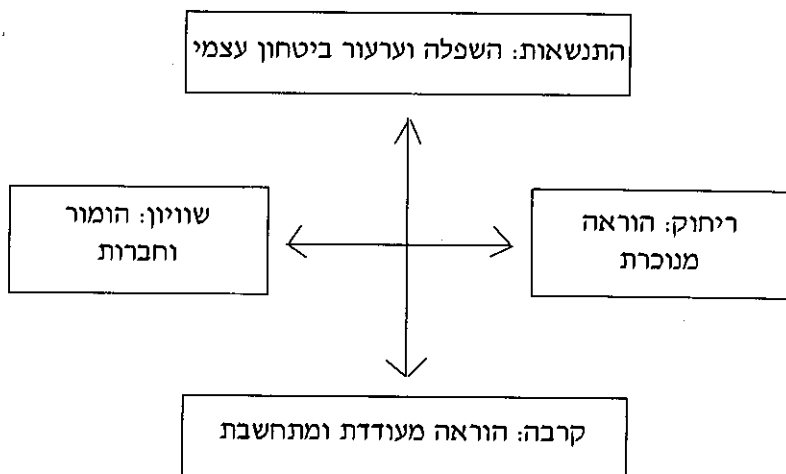 התנשאות: השפלה וערעור ביטחון עצמי
ריחוק: הוראה
מנוכרת
שוויון: הומור
וחברות
קרבה: הוראה מעודדת ומתחשבת